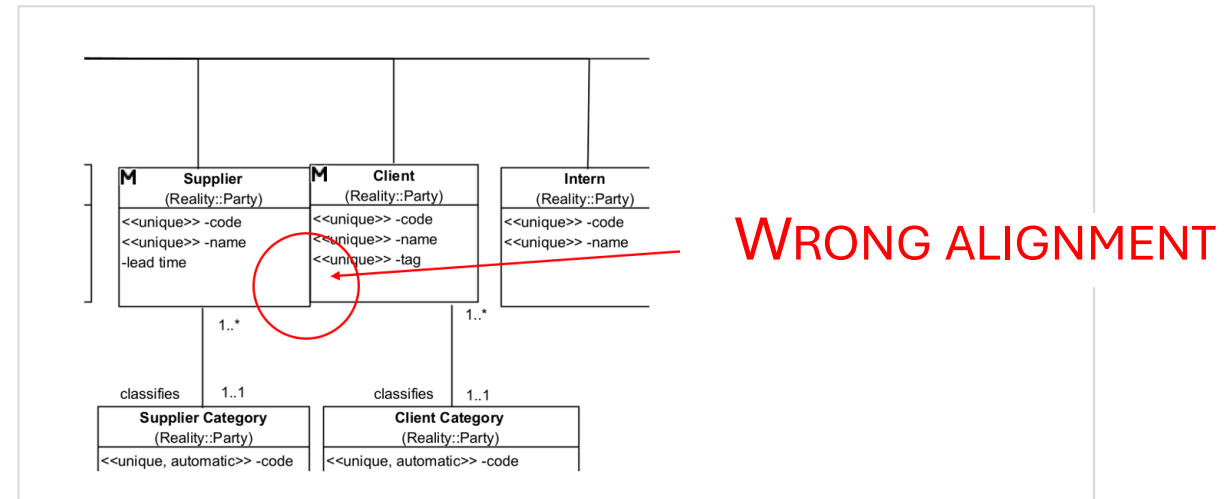 M Supplier
(Reality::Party)
<<unique>> -code
<<unique>> -name
-lead time
M Client
(Reality::Party)
<<unique>> -code
<<unique>> -name
<<unique>> -tag
Intern
(Reality::Party)
<<unique>> -code
<<unique>> -name
WRONG ALIGNMENT
1..*
1..*
classifies 1..1
classifies 1..1
Supplier Category
(Reality::Party)
<<unique, automatic>> -code
Client Category
(Reality::Party)
<<unique, automatic>> -code